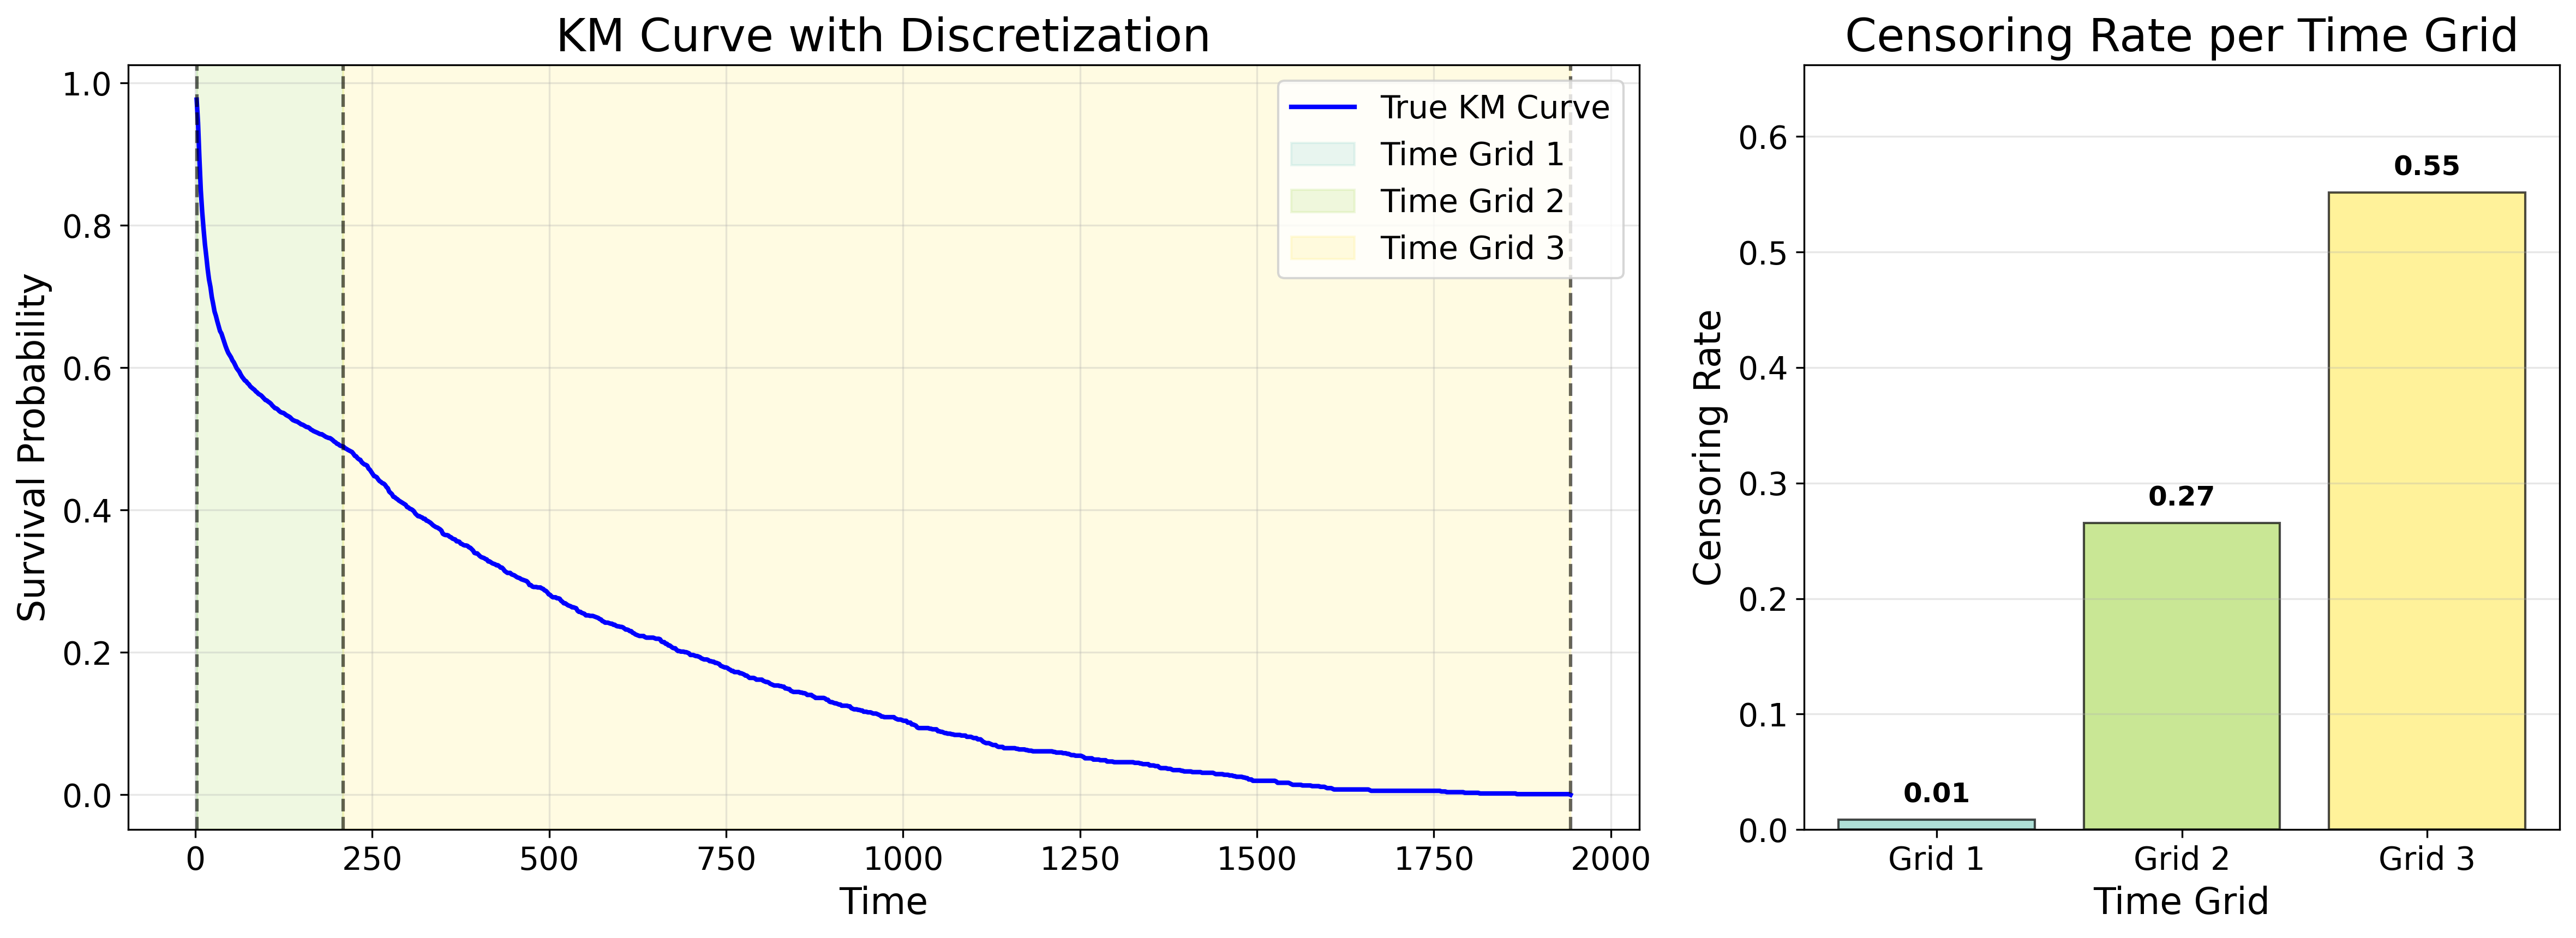 KM Curve with Discretization
Survival Probability
1.0
0.8
0.6
0.4
0.2
0.0
True KM Curve
Time Grid 1
Time Grid 2
Time Grid 3
0 250 500 750 1000 1250 1500 1750 2000
Time
Censoring Rate per Time Grid
Censoring Rate
0.6
0.5
0.4
0.3
0.2
0.1
0.0
0.01
0.27
0.55
Grid 1 Grid 2 Grid 3
Time Grid